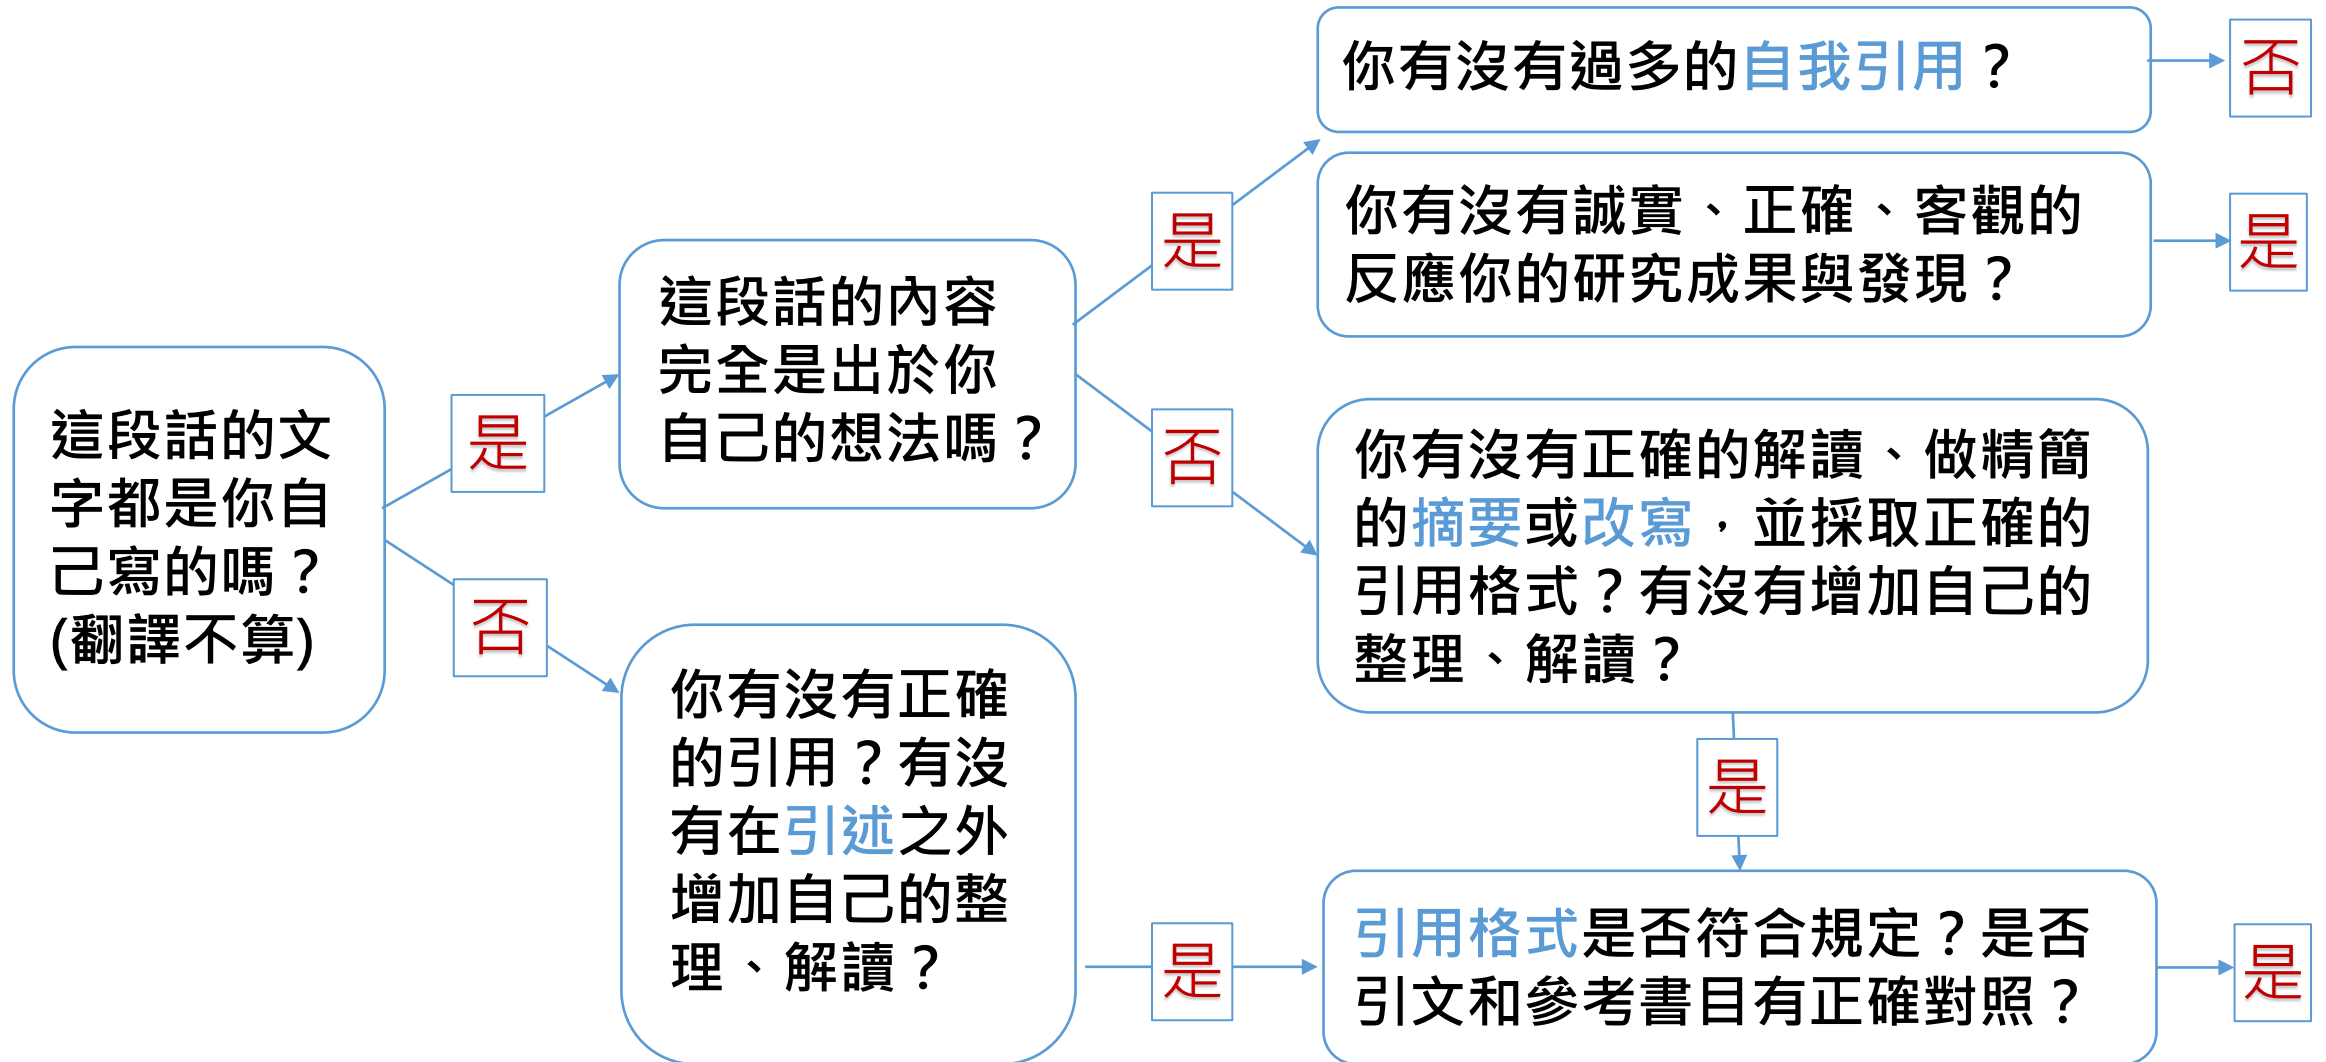 這段話的文
字都是你自
己寫的嗎？
(翻譯不算)
是
否
這段話的內容
完全是出於你
自己的想法嗎？
你有沒有正確
的引用？有沒
有在引述之外
增加自己的整
理、解讀？
是
否
是
你有沒有過多的自我引用？
否
你有沒有誠實、正確、客觀的
反應你的研究成果與發現？
是
你有沒有正確的解讀、做精簡
的摘要或改寫，並採取正確的
引用格式？有沒有增加自己的
整理、解讀？
是
引用格式是否符合規定？是否
引文和參考書目有正確對照？
是